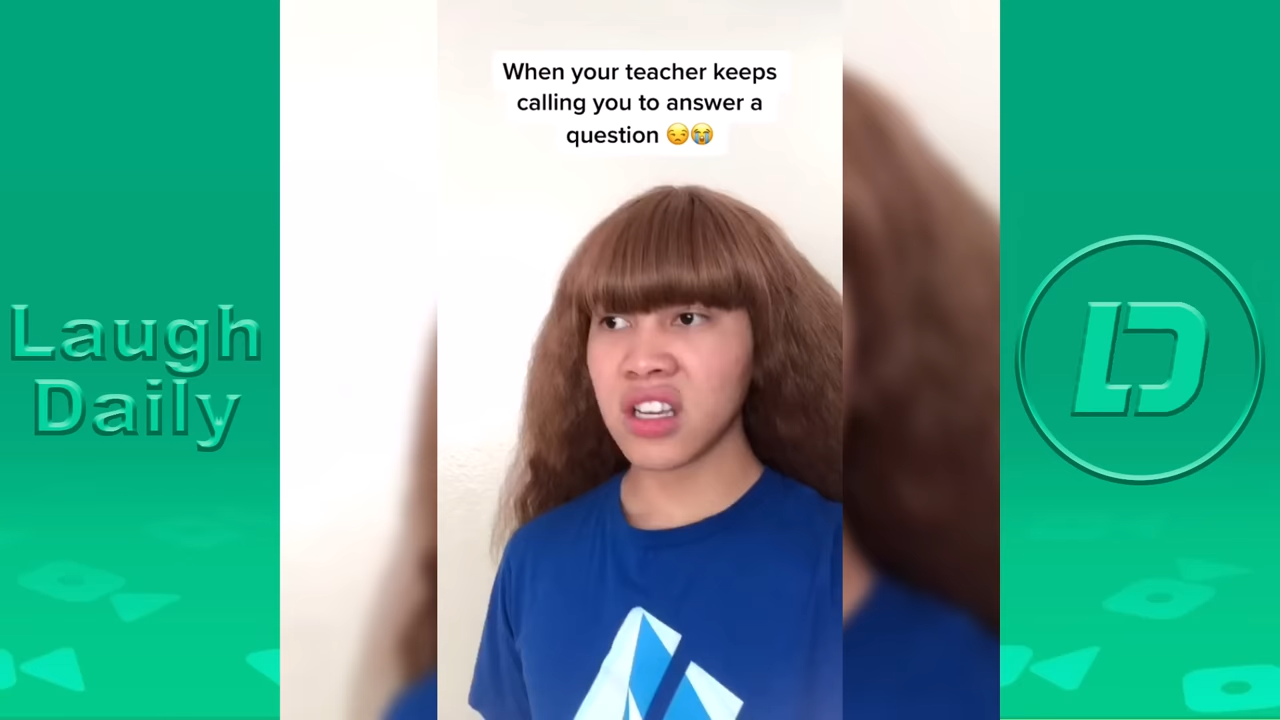 Laugh
Daily
When your teacher keeps
calling you to answer a
question 😒😭
LD